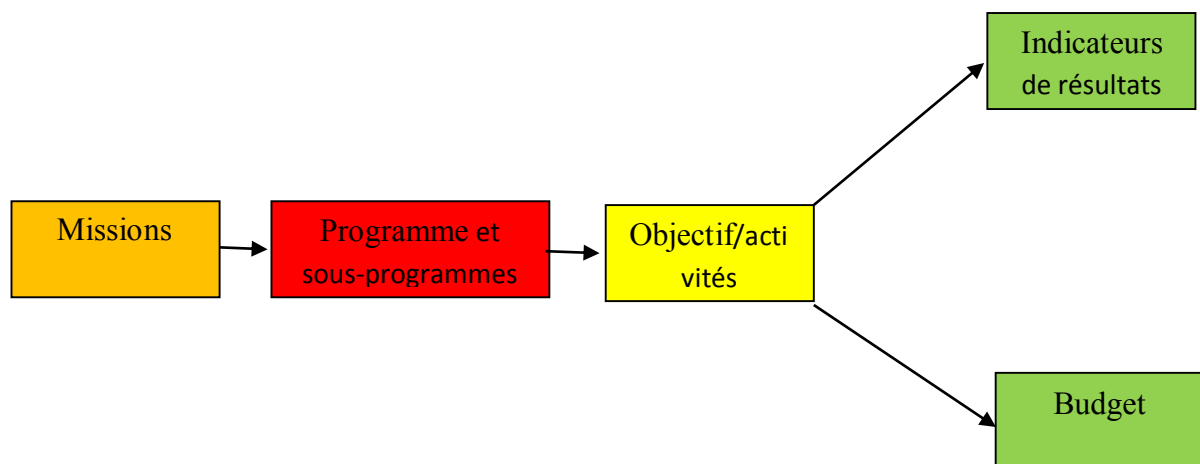 Indicateurs
de résultats
Missions
Programme et
sous-programmes
Objectif/acti
vités
Budget